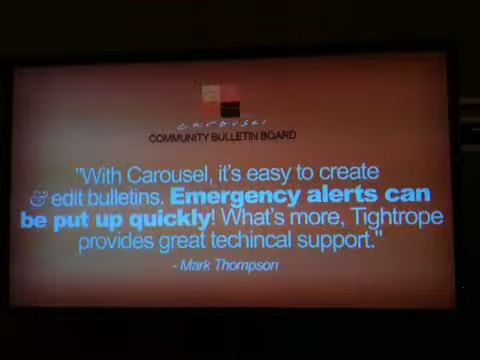 carousel
COMMUNITY BULLETIN BOARD
"With Carousel, it's easy to create
& edit bulletins. Emergency alerts can
be put up quickly! What's more, Tightrope
provides great techincal support."
- Mark Thompson